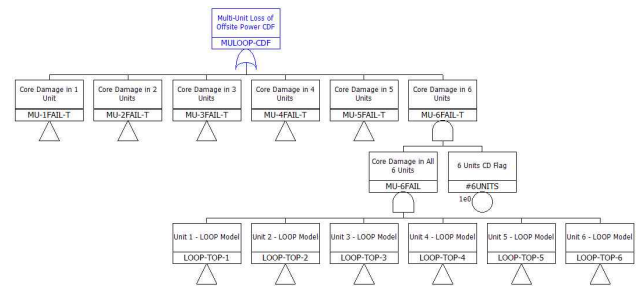 Multi-Unit Loss of
Offsite Power CDF
MULOOP-CDF
Core Damage in 1
Unit
MU-1FAIL-T
Core Damage in 2
Units
MU-2FAIL-T
Core Damage in 3
Units
MU-3FAIL-T
Core Damage in 4
Units
MU-4FAIL-T
Core Damage in 5
Units
MU-5FAIL-T
Core Damage in 6
Units
MU-6FAIL-T
Core Damage in All
6 Units
MU-6FAIL
6 Units CD Flag
#6UNITS
1e0
Unit 1 - LOOP Model
LOOP-TOP-1
Unit 2 - LOOP Model
LOOP-TOP-2
Unit 3 - LOOP Model
LOOP-TOP-3
Unit 4 - LOOP Model
LOOP-TOP-4
Unit 5 - LOOP Model
LOOP-TOP-5
Unit 6 - LOOP Model
LOOP-TOP-6